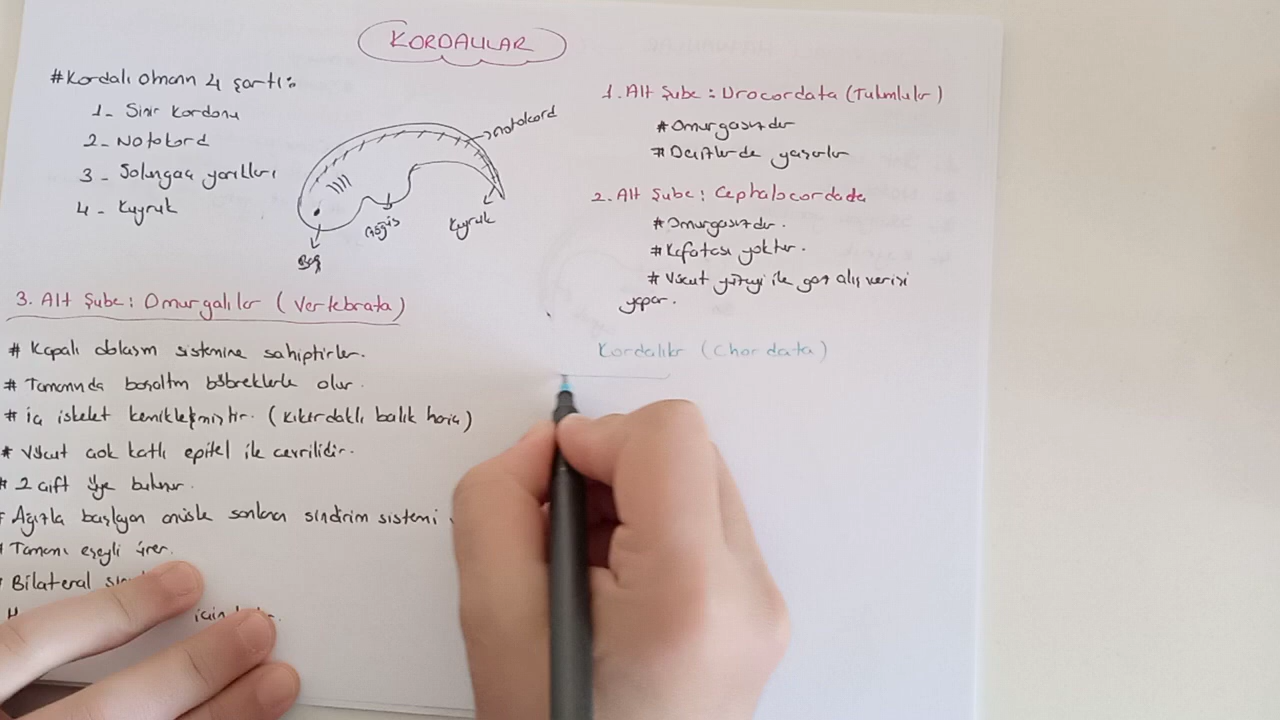 KORDALILAR
#Kordalı olmanın 4 şartı:
1- Sinir kordonu
2- Notokord
3- Solungaç yarıkları
4- Kuyruk
notokord
Baş
Göğüs
Kuyruk
1. Alt Şube: Urocordata (Tulumlular)
#Omurgasızdır
#Denizlerde yaşarlar
2. Alt Şube: Cephalocordada
#Omurgasızdır.
#Kafatası yoktur.
#Vücut yüzeyi ile gaz alış verişi
yapar.
3. Alt Şube: Omurgalılar (Vertebrata)
# Kapalı dolaşım sistemine sahiptirler.
# Tamamında boşaltım böbreklerle olur.
# iç iskelet kemikleşmiştir. (Kıkırdaklı balık hariç)
* Vücut çok katlı epitel ile çevrilidir.
# 2 çift üye bulunur.
# Ağızla başlayan anüsle sonlanan sindirim sistemi
# Tamamı eşeyli ürer.
# Bilateral
Kordalılar (Chordata)